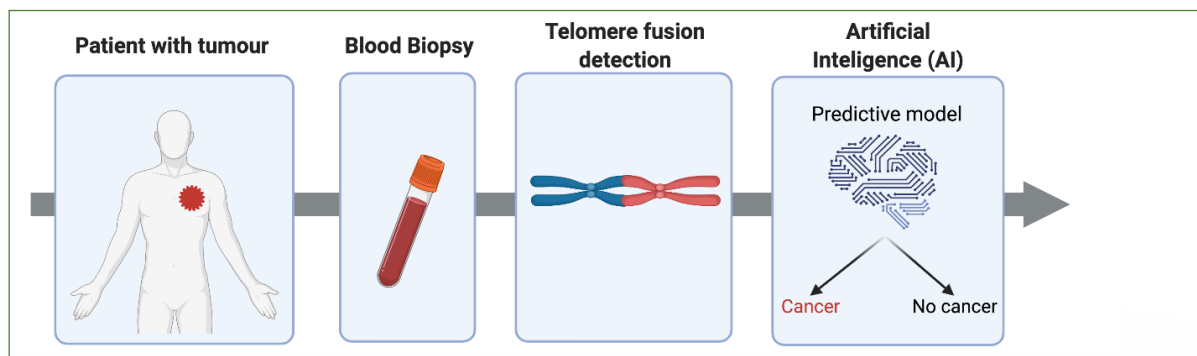 Patient with tumour
Blood Biopsy
Telomere fusion
detection
Artificial
Inteligence (AI)
Predictive model
Cancer
No cancer